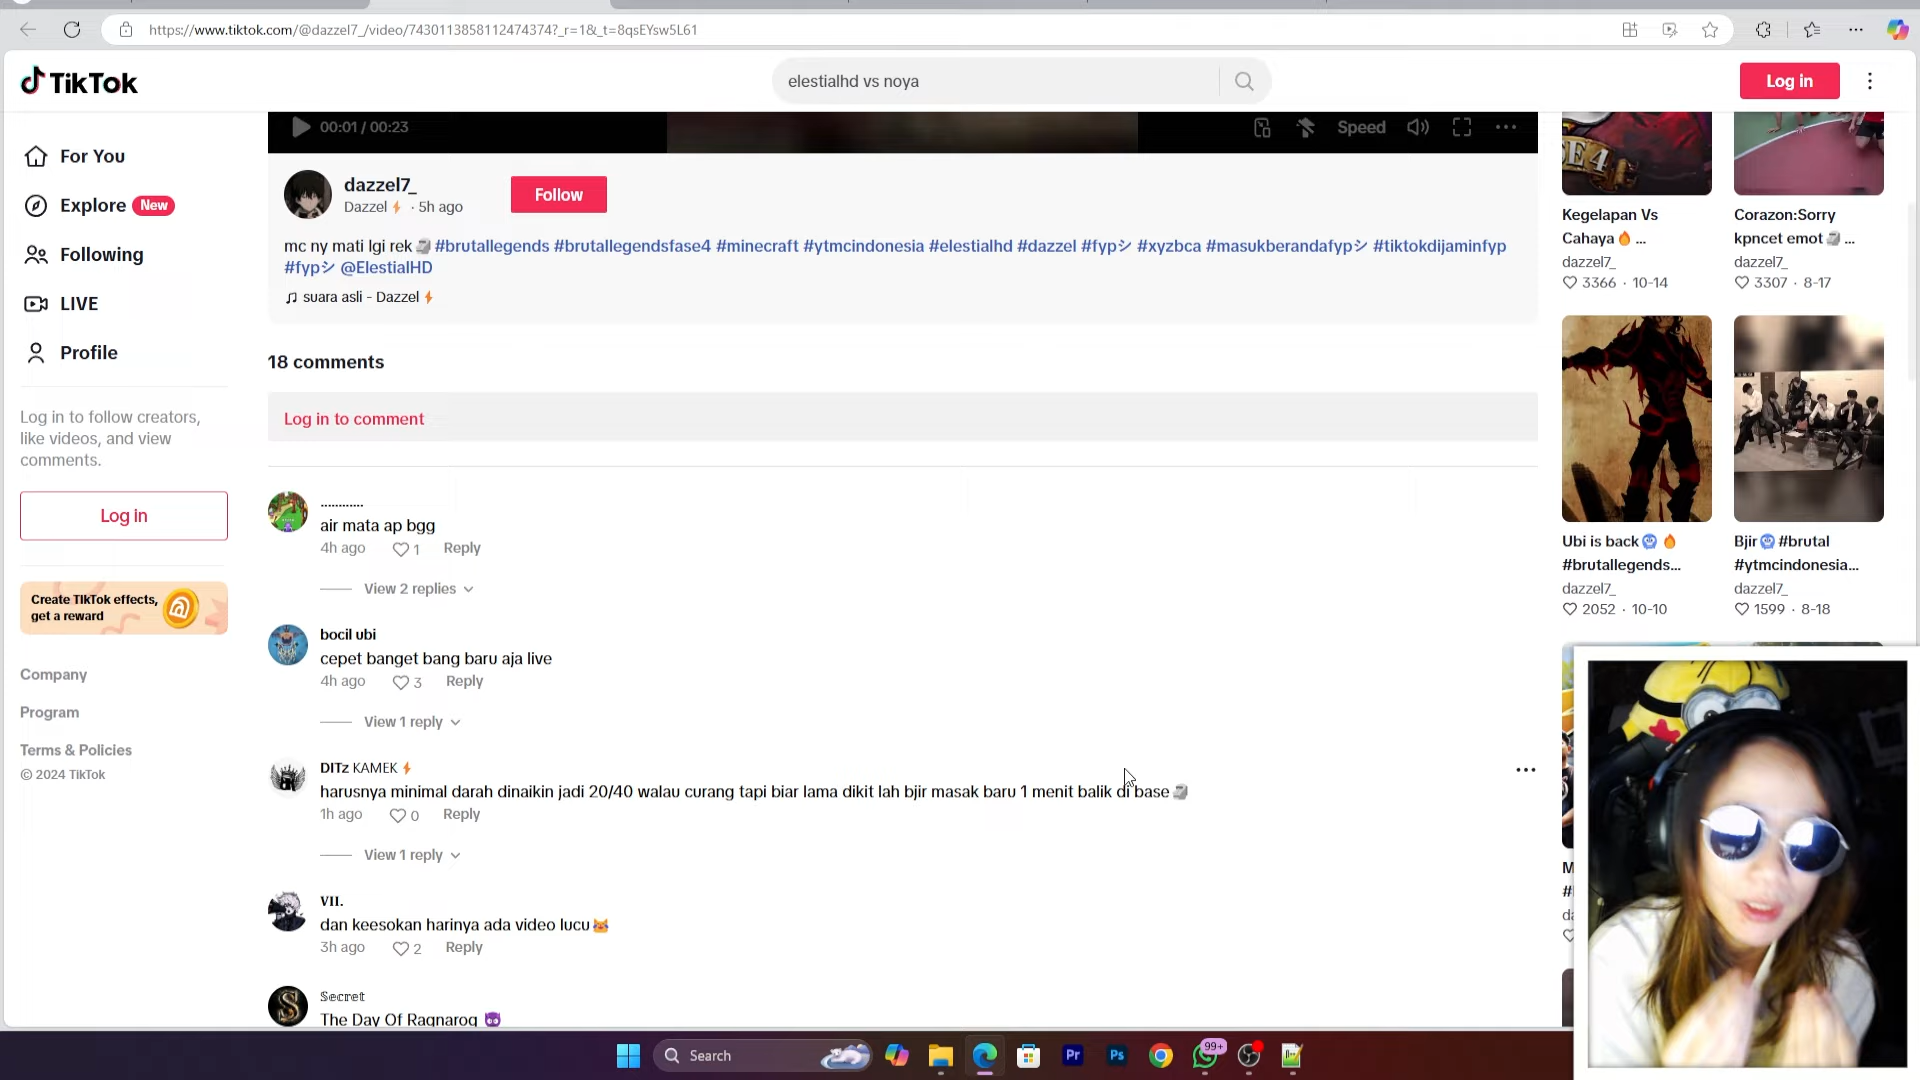 https://www.tiktok.com/@dazzel7_/video/7430113858112474374?_r=1&_t=8qsEYsw5L61
TikTok
elestialhd vs noya
Log in
For You
Explore New
Following
LIVE
Profile
Log in to follow creators,
like videos, and view
comments.
Log in
Create TikTok effects,
get a reward
Company
Program
Terms & Policies
© 2024 TikTok
00:01 / 00:23
Speed
dazzel7_
Dazzel⚡ · 5h ago
Follow
mc ny mati lgi rek🗿#brutallegends #brutallegendsfase4 #minecraft #ytmcindonesia #elestialhd #dazzel #fypシ #xyzbca #masukberandafypシ #tiktokdijaminfyp
#fypシ @ElestialHD
♫ suara asli - Dazzel⚡
18 comments
Log in to comment
............
air mata ap bgg
4h ago 1 Reply
View 2 replies
bocil ubi
cepet banget bang baru aja live
4h ago 3 Reply
View 1 reply
DITz KAMEK⚡
harusnya minimal darah dinaikin jadi 20/40 walau curang tapi biar lama dikit lah bjir masak baru 1 menit balik di base🗿
1h ago 0 Reply
View 1 reply
VII.
dan keesokan harinya ada video lucu😹
3h ago 2 Reply
𝕊𝕖𝕔𝕣𝕖𝕥
The Day Of Ragnaroq 😈
SE 4
Kegelapan Vs
Cahaya🔥 ...
dazzel7_
3366 · 10-14
Corazon:Sorry
kpncet emot🗿 ...
dazzel7_
3307 · 8-17
Ubi is back🥶🔥
#brutallegends...
dazzel7_
2052 · 10-10
Bjir🥶 #brutal
#ytmcindonesia...
dazzel7_
1599 · 8-18
Search
Pr
Ps
99+